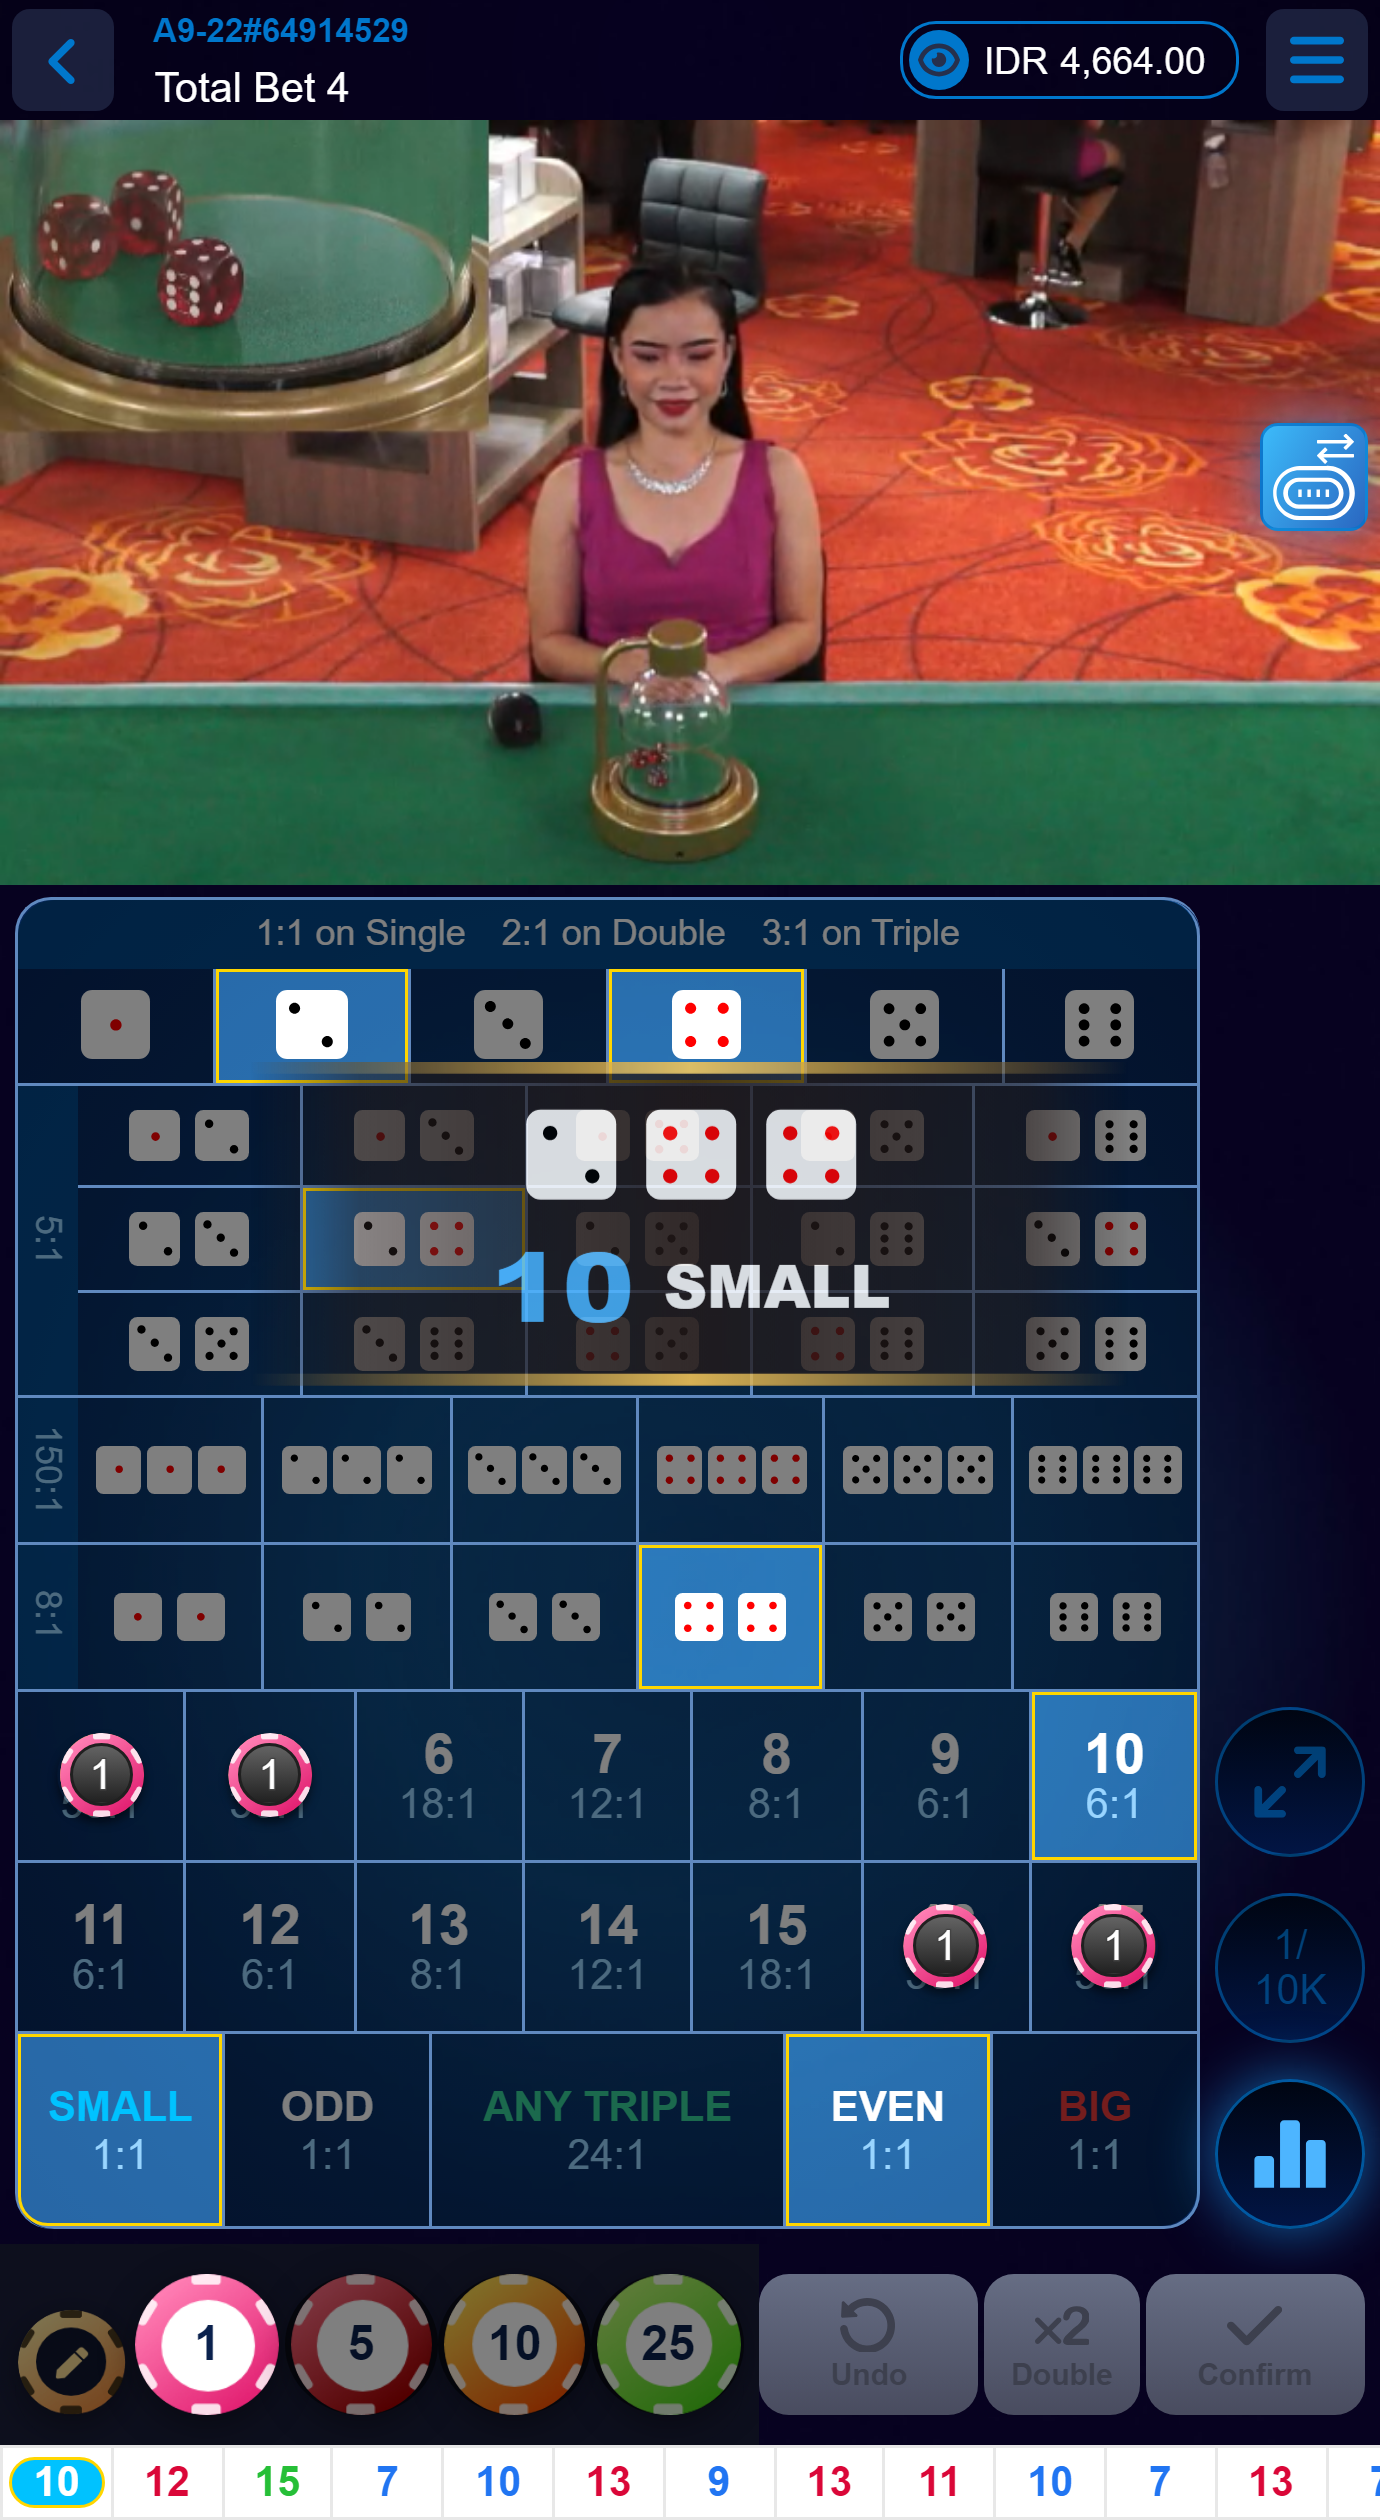 A9-22#64914529
Total Bet 4
IDR 4,664.00
1:1 on Single 2:1 on Double 3:1 on Triple
5:1
10 SMALL
150:1
8:1
1 1 6 7 8 9 10
18:1 12:1 8:1 6:1 6:1
11 12 13 14 15 1 1
6:1 6:1 8:1 12:1 18:1
1/
10K
SMALL ODD ANY TRIPLE EVEN BIG
1:1 1:1 24:1 1:1 1:1
1 5 10 25
x2
Undo Double Confirm
10 12 15 7 10 13 9 13 11 10 7 13